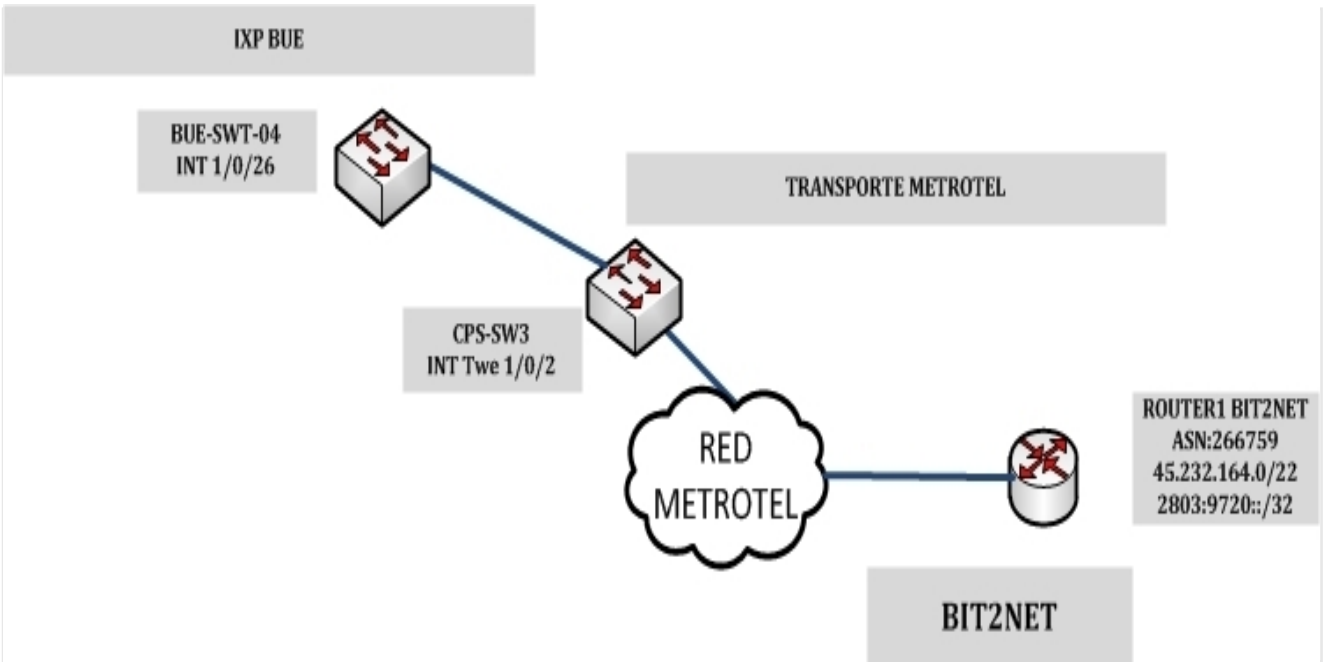 IXP BUE
BUE-SWT-04
INT 1/0/26
TRANSPORTE METROTEL
CPS-SW3
INT Twe 1/0/2
RED
METROTEL
ROUTER1 BIT2NET
ASN:266759
45.232.164.0/22
2803:9720::/32
BIT2NET